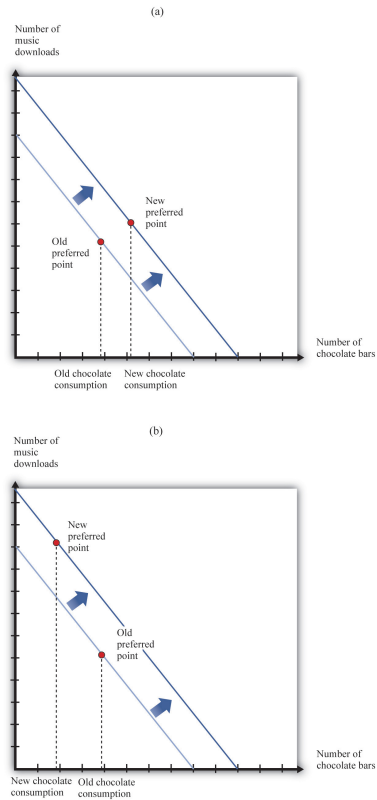 (a)
Number of
music
downloads
New
preferred
point
Old
preferred
point
Number of
chocolate bars
Old chocolate
consumption
New chocolate
consumption
(b)
Number of
music
downloads
New
preferred
point
Old
preferred
point
Number of
chocolate bars
New chocolate
consumption
Old chocolate
consumption